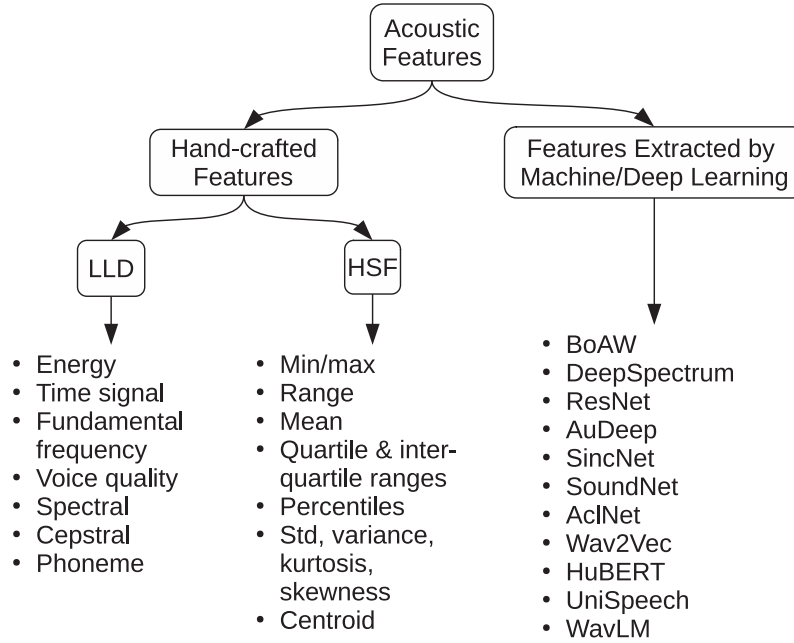 Acoustic
Features
Hand-crafted
Features
Features Extracted by
Machine/Deep Learning
LLD
HSF
• Energy
• Time signal
• Fundamental
frequency
• Voice quality
• Spectral
• Cepstral
• Phoneme
• Min/max
• Range
• Mean
• Quartile & inter-
quartile ranges
• Percentiles
• Std, variance,
kurtosis,
skewness
• Centroid
• BoAW
• DeepSpectrum
• ResNet
• AuDeep
• SincNet
• SoundNet
• AclNet
• Wav2Vec
• HuBERT
• UniSpeech
• WavLM